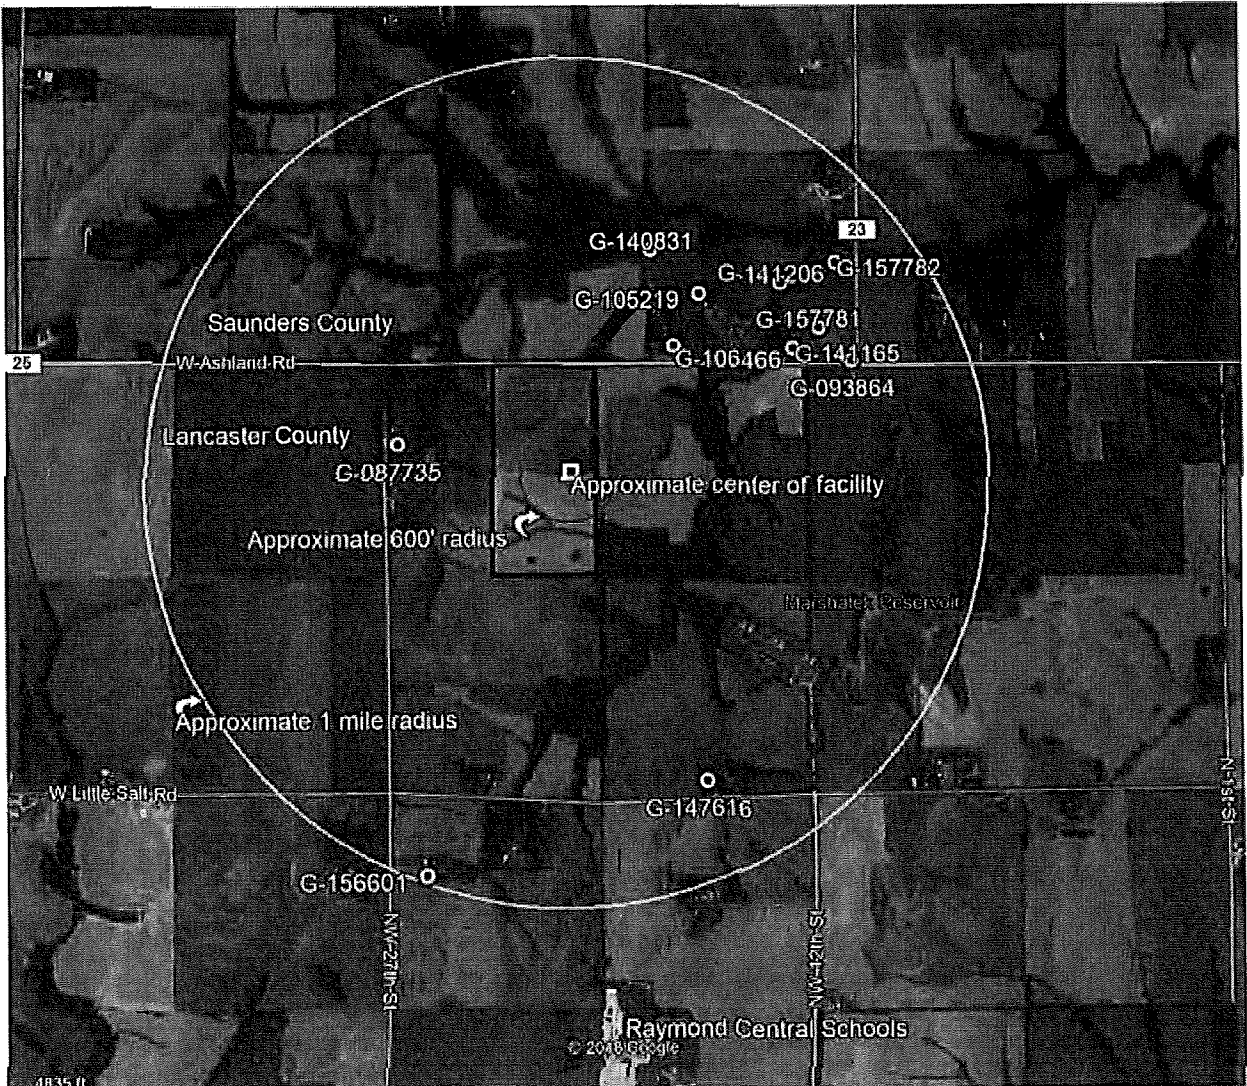 23
G-140831
G-141206
G-157782
G-105219
G-157781
Saunders County
25
W Ashland Rd
G-106466
G-141165
G-093864
Lancaster County
G-087735
Approximate center of facility
Approximate 600' radius
Marshalek Reservoir
Approximate 1 mile radius
W Little Salt Rd
G-147616
N-1st-St
G-156601
NW-27th-St
NW-12th-St
Raymond Central Schools
Google
4835 ft